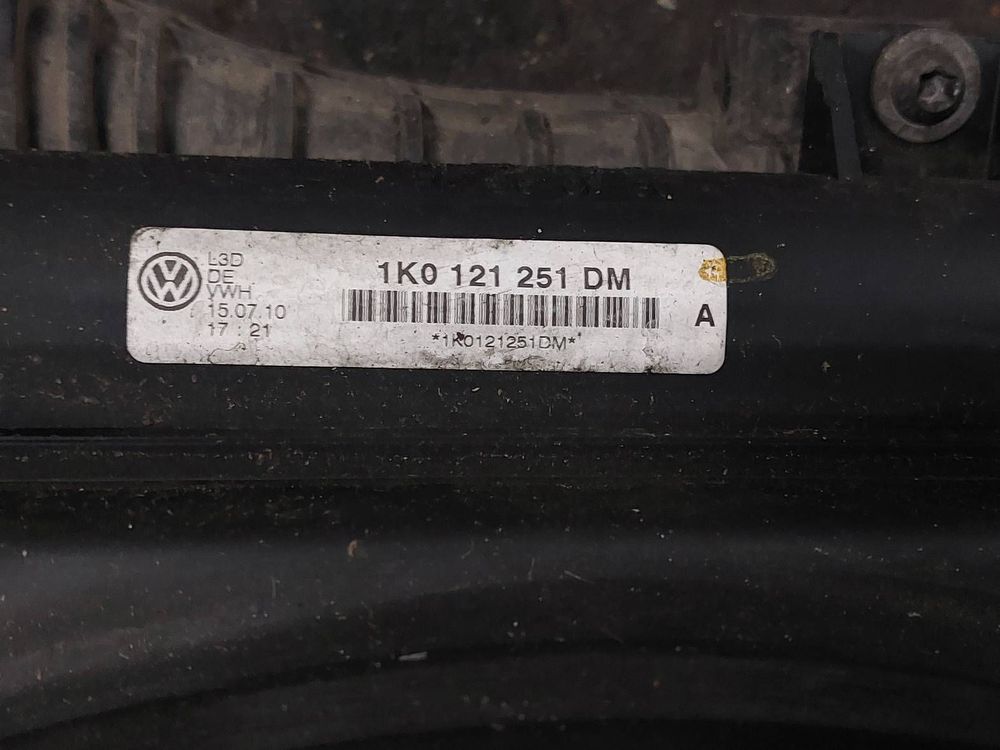 L3D
DE
VWH
15.07.10
17 : 21
1K0 121 251 DM
*1K0121251DM*
A